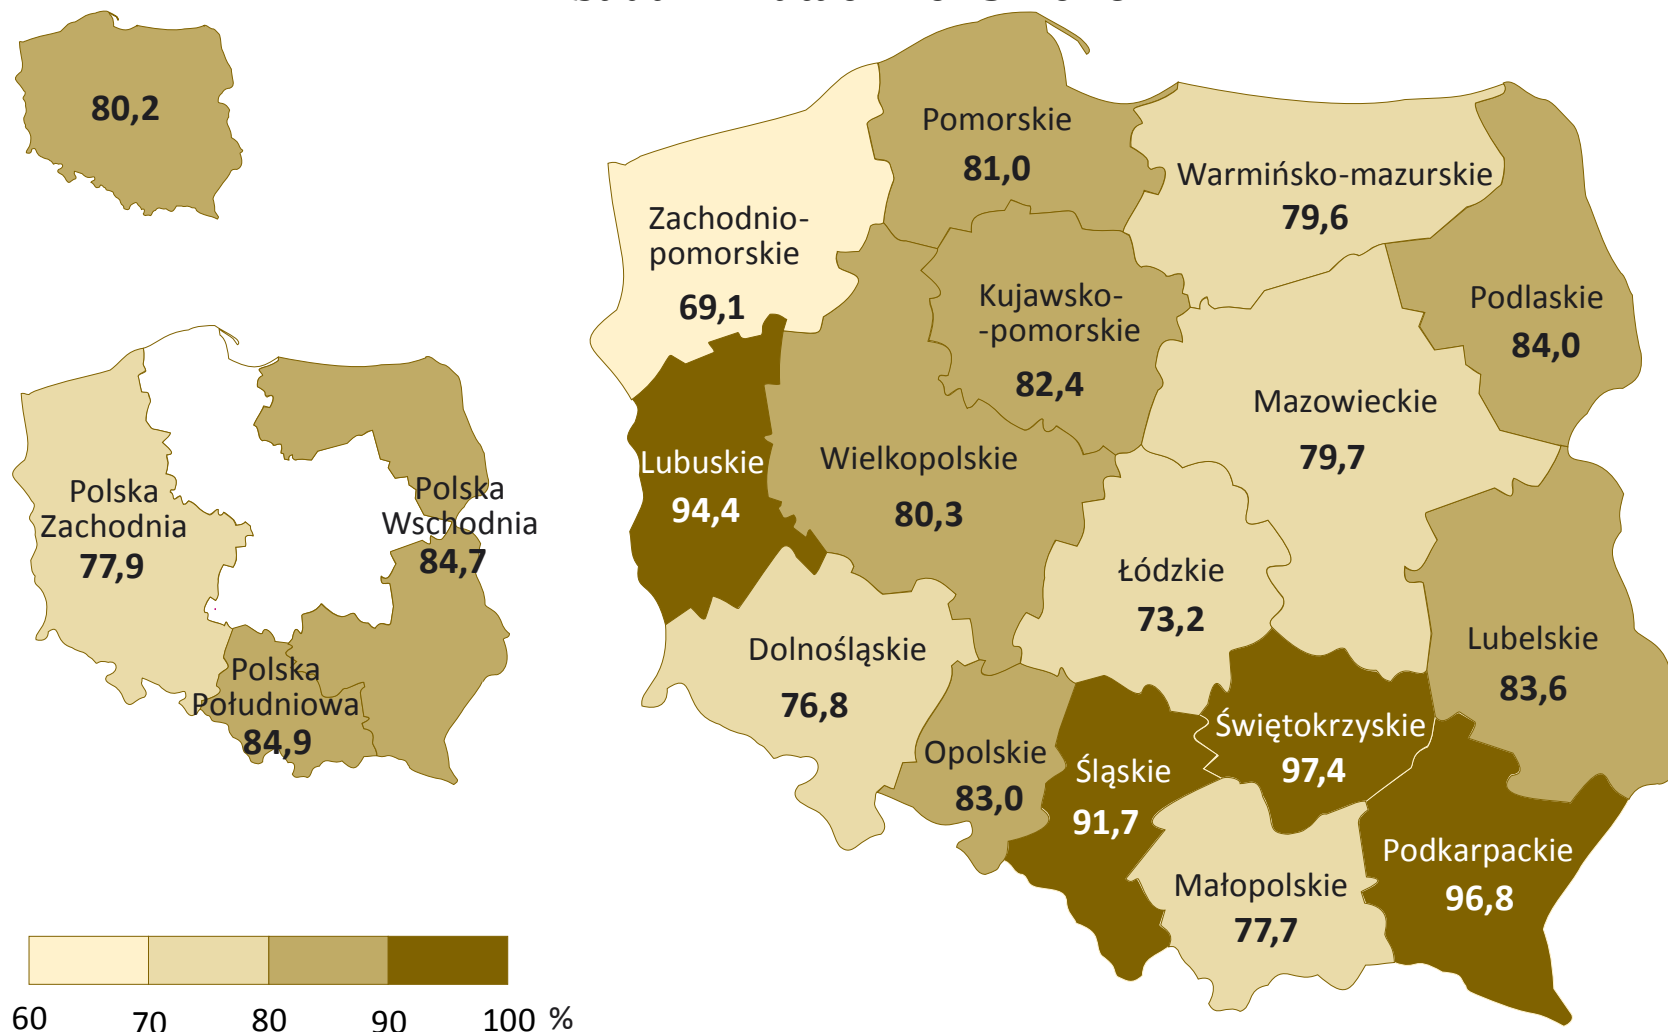 80,2
Polska
Zachodnia
77,9
Polska
Wschodnia
84,7
Polska
Południowa
84,9
60 70 80 90 100 %
Pomorskie
81,0
Warmińsko-mazurskie
79,6
Zachodnio-
pomorskie
69,1
Kujawsko-
-pomorskie
82,4
Podlaskie
84,0
Mazowieckie
79,7
Lubuskie
94,4
Wielkopolskie
80,3
Łódzkie
73,2
Dolnośląskie
76,8
Lubelskie
83,6
Opolskie
83,0
Śląskie
91,7
Świętokrzyskie
97,4
Małopolskie
77,7
Podkarpackie
96,8